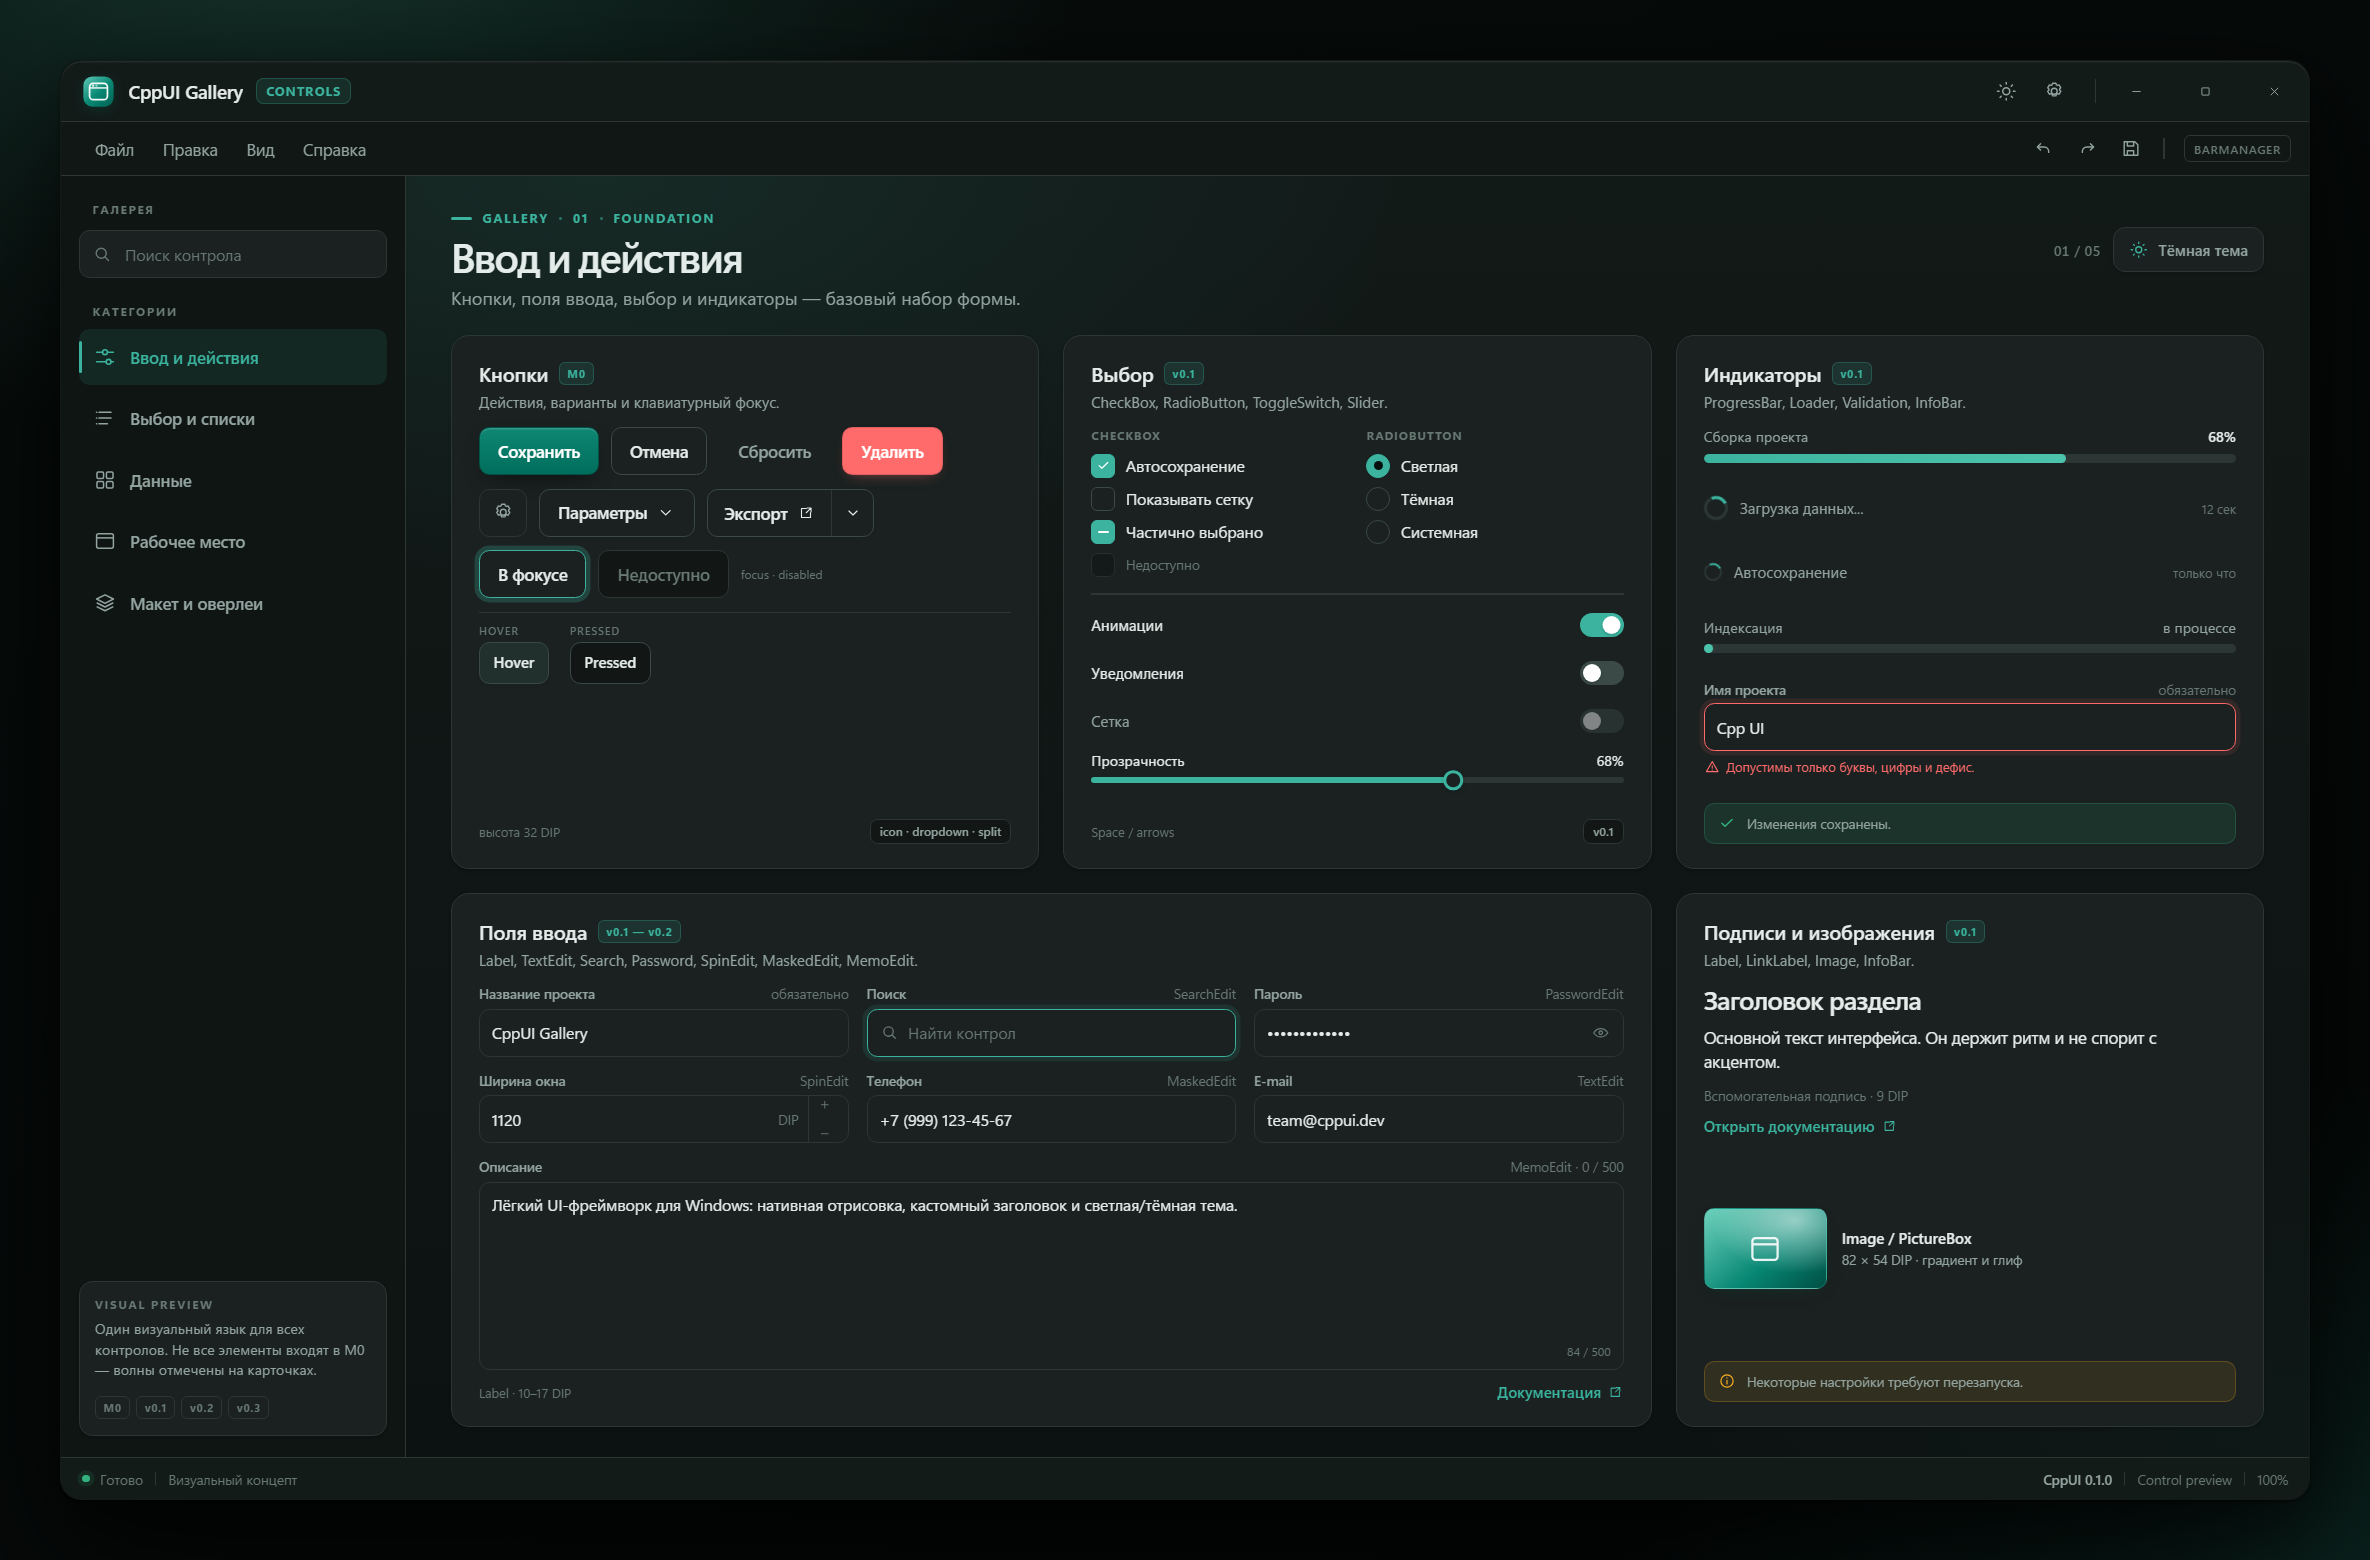 CppUI Gallery CONTROLS
Файл Правка Вид Справка
BARMANAGER
ГАЛЕРЕЯ
Поиск контрола
КАТЕГОРИИ
Ввод и действия
Выбор и списки
Данные
Рабочее место
Макет и оверлеи
VISUAL PREVIEW
Один визуальный язык для всех
контролов. Не все элементы входят в M0
— волны отмечены на карточках.
M0 v0.1 v0.2 v0.3
GALLERY · 01 · FOUNDATION
Ввод и действия
Кнопки, поля ввода, выбор и индикаторы — базовый набор формы.
01 / 05 Тёмная тема
Кнопки M0
Действия, варианты и клавиатурный фокус.
Сохранить Отмена Сбросить Удалить
Параметры Экспорт
В фокусе Недоступно focus · disabled
HOVER PRESSED
Hover Pressed
высота 32 DIP icon · dropdown · split
Выбор v0.1
CheckBox, RadioButton, ToggleSwitch, Slider.
CHECKBOX RADIOBUTTON
Автосохранение Светлая
Показывать сетку Тёмная
Частично выбрано Системная
Недоступно
Анимации
Уведомления
Сетка
Прозрачность 68%
Space / arrows v0.1
Индикаторы v0.1
ProgressBar, Loader, Validation, InfoBar.
Сборка проекта 68%
Загрузка данных... 12 сек
Автосохранение только что
Индексация в процессе
Имя проекта обязательно
Cpp UI
Допустимы только буквы, цифры и дефис.
Изменения сохранены.
Поля ввода v0.1 — v0.2
Label, TextEdit, Search, Password, SpinEdit, MaskedEdit, MemoEdit.
Название проекта обязательно Поиск SearchEdit Пароль PasswordEdit
CppUI Gallery Найти контрол •••••••••••••
Ширина окна SpinEdit Телефон MaskedEdit E-mail TextEdit
1120 DIP + − +7 (999) 123-45-67 team@cppui.dev
Описание MemoEdit · 0 / 500
Лёгкий UI-фреймворк для Windows: нативная отрисовка, кастомный заголовок и светлая/тёмная тема.
84 / 500
Label · 10–17 DIP Документация
Подписи и изображения v0.1
Label, LinkLabel, Image, InfoBar.
Заголовок раздела
Основной текст интерфейса. Он держит ритм и не спорит с
акцентом.
Вспомогательная подпись · 9 DIP
Открыть документацию
Image / PictureBox
82 × 54 DIP · градиент и глиф
Некоторые настройки требуют перезапуска.
Готово Визуальный концепт
CppUI 0.1.0 Control preview 100%